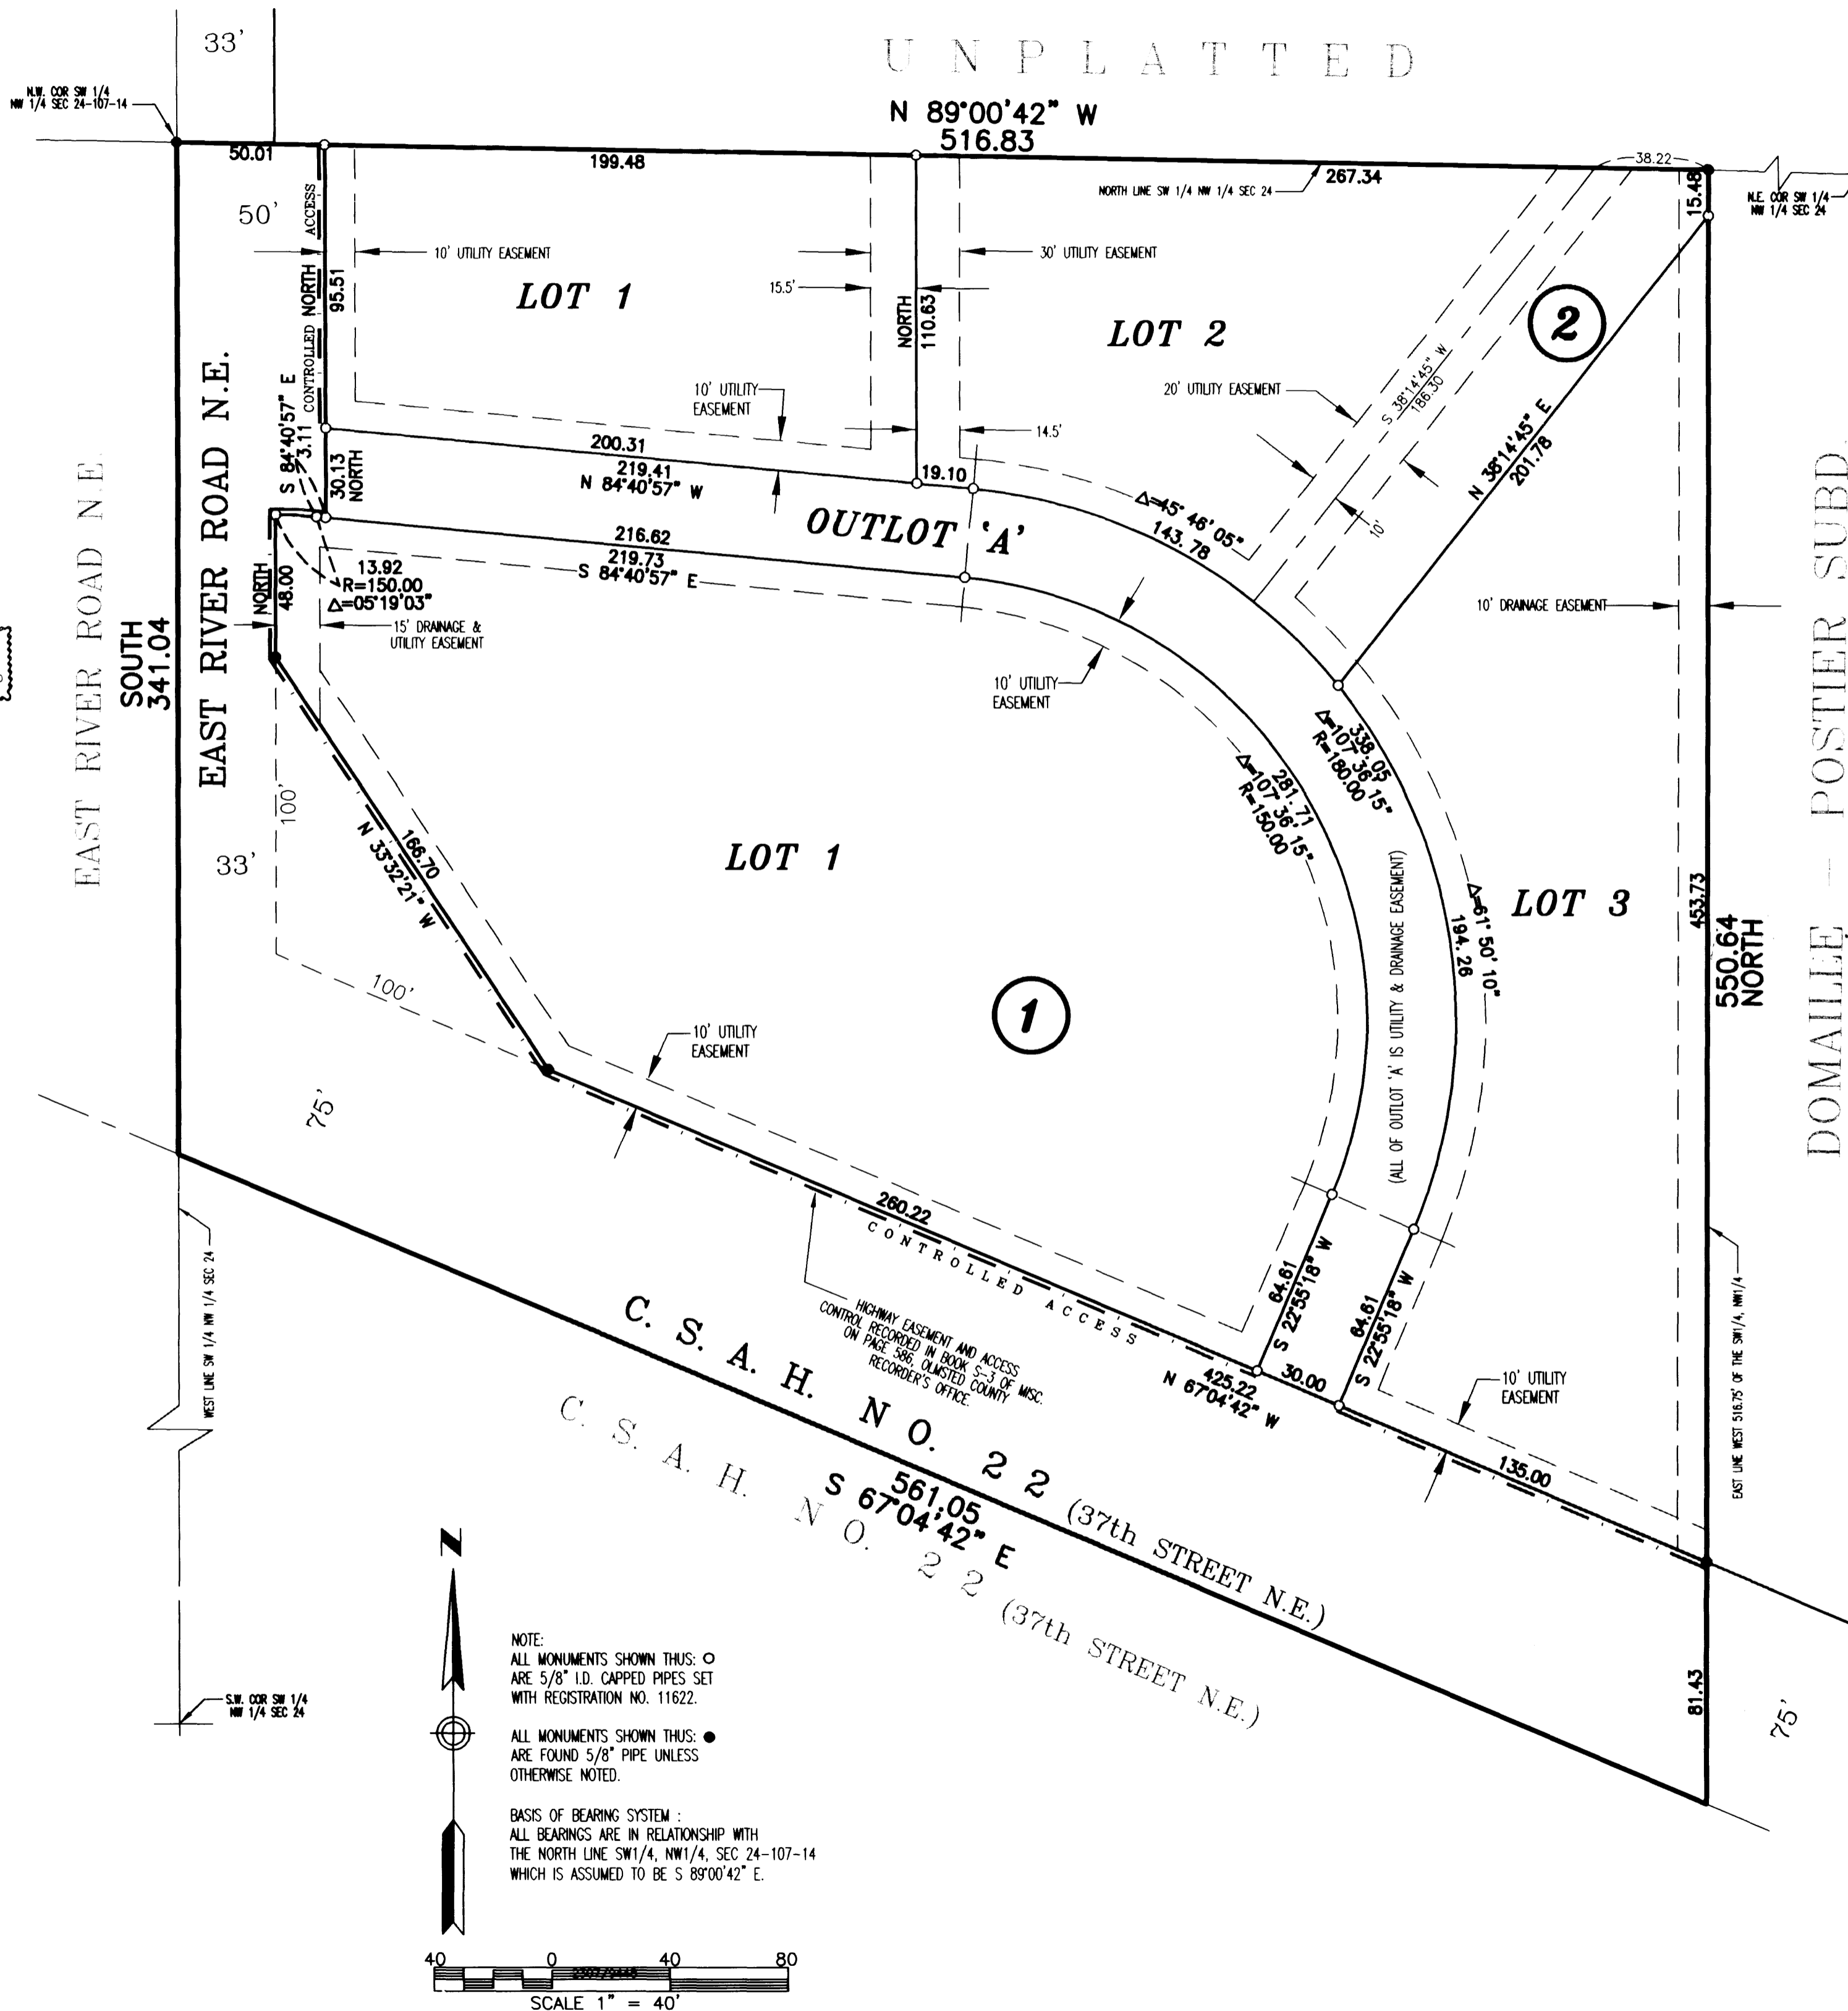 33'
UNPLATTED
N.W. COR SW 1/4
NW 1/4 SEC 24-107-14
N 89°00'42" W
516.83
50.01
199.48
NORTH LINE SW 1/4 NW 1/4 SEC 24
267.34
38.22
15.48
N.E. COR SW 1/4
NW 1/4 SEC 24
50'
CONTROLLED ACCESS
NORTH
95.51
10' UTILITY EASEMENT
15.5'
30' UTILITY EASEMENT
LOT 1
NORTH
110.63
LOT 2
2
10' UTILITY
EASEMENT
20' UTILITY EASEMENT
S 38°14'45" W
186.30
N 38°14'45" E
201.78
14.5'
10'
S 84°40'57" E
3.11
30.13
NORTH
200.31
219.41
N 84°40'57" W
19.10
Δ=45°46'05"
143.78
OUTLOT 'A'
216.62
219.73
S 84°40'57" E
NORTH
48.00
13.92
R=150.00
Δ=05°19'03"
15' DRAINAGE &
UTILITY EASEMENT
10' DRAINAGE EASEMENT
EAST RIVER ROAD N.E.
SOUTH
341.04
EAST RIVER ROAD N.E.
10' UTILITY
EASEMENT
338.05
Δ=107°36'15"
R=180.00
281.71
Δ=107°36'15"
R=150.00
100'
33'
166.70
N 33°32'21" W
LOT 1
(ALL OF OUTLOT 'A' IS UTILITY & DRAINAGE EASEMENT)
Δ=61°50'10"
194.26
LOT 3
453.73
550.64
NORTH
DOMAILLE - POSTIER SUBD.
100'
1
10' UTILITY
EASEMENT
75'
260.22
CONTROLLED ACCESS
HIGHWAY EASEMENT AND ACCESS
CONTROL RECORDED IN BOOK S-3 OF MISC.
ON PAGE 586, OLMSTED COUNTY
RECORDER'S OFFICE.
64.61
S 22°55'18" W
64.61
S 22°55'18" W
425.22
N 67°04'42" W
30.00
10' UTILITY
EASEMENT
135.00
WEST LINE SW 1/4 NW 1/4 SEC 24
EAST LINE WEST 516.75' OF THE SW1/4, NW1/4
C. S. A. H. NO. 22 (37th STREET N.E.)
561.05
S 67°04'42" E
C. S. A. H. NO. 22 (37th STREET N.E.)
81.43
75'
S.W. COR SW 1/4
NW 1/4 SEC 24
N
NOTE:
ALL MONUMENTS SHOWN THUS:
ARE 5/8" I.D. CAPPED PIPES SET
WITH REGISTRATION NO. 11622.
ALL MONUMENTS SHOWN THUS:
ARE FOUND 5/8" PIPE UNLESS
OTHERWISE NOTED.
BASIS OF BEARING SYSTEM :
ALL BEARINGS ARE IN RELATIONSHIP WITH
THE NORTH LINE SW1/4, NW1/4, SEC 24-107-14
WHICH IS ASSUMED TO BE S 89°00'42" E.
40 0 40 80
SCALE 1" = 40'